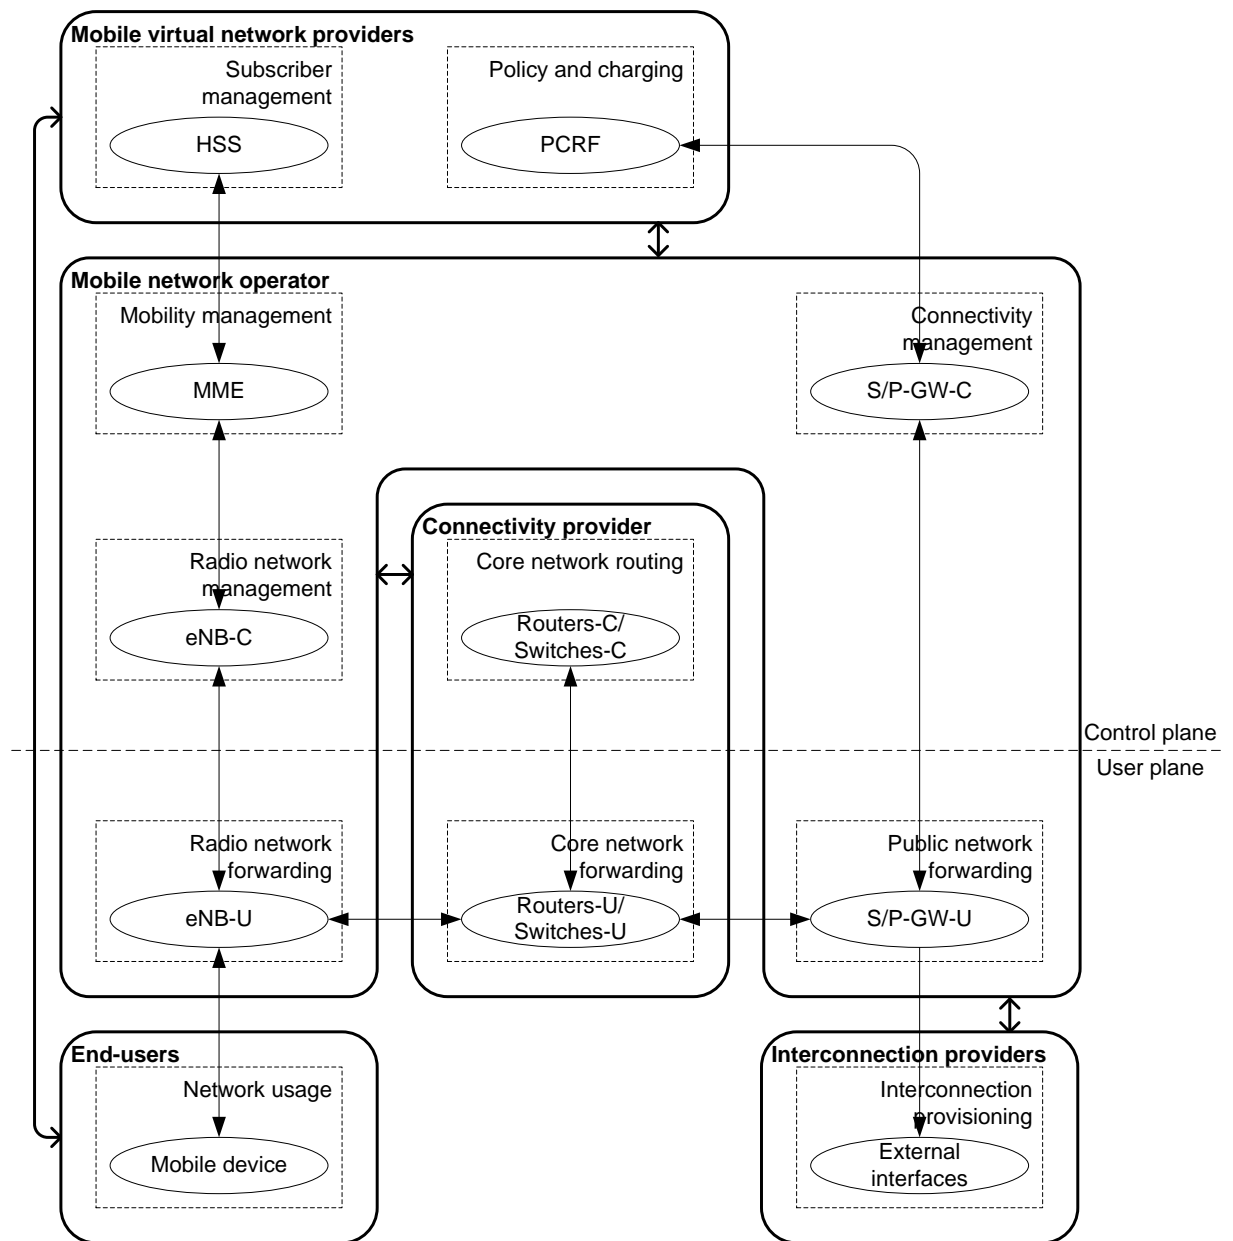 Mobile virtual network providers
Subscriber
management
HSS
Policy and charging
PCRF
Mobile network operator
Mobility management
MME
Connectivity
management
S/P-GW-C
Connectivity provider
Radio network
management
eNB-C
Core network routing
Routers-C/
Switches-C
Control plane
User plane
Radio network
forwarding
eNB-U
Core network
forwarding
Routers-U/
Switches-U
Public network
forwarding
S/P-GW-U
End-users
Network usage
Mobile device
Interconnection providers
Interconnection
provisioning
External
interfaces